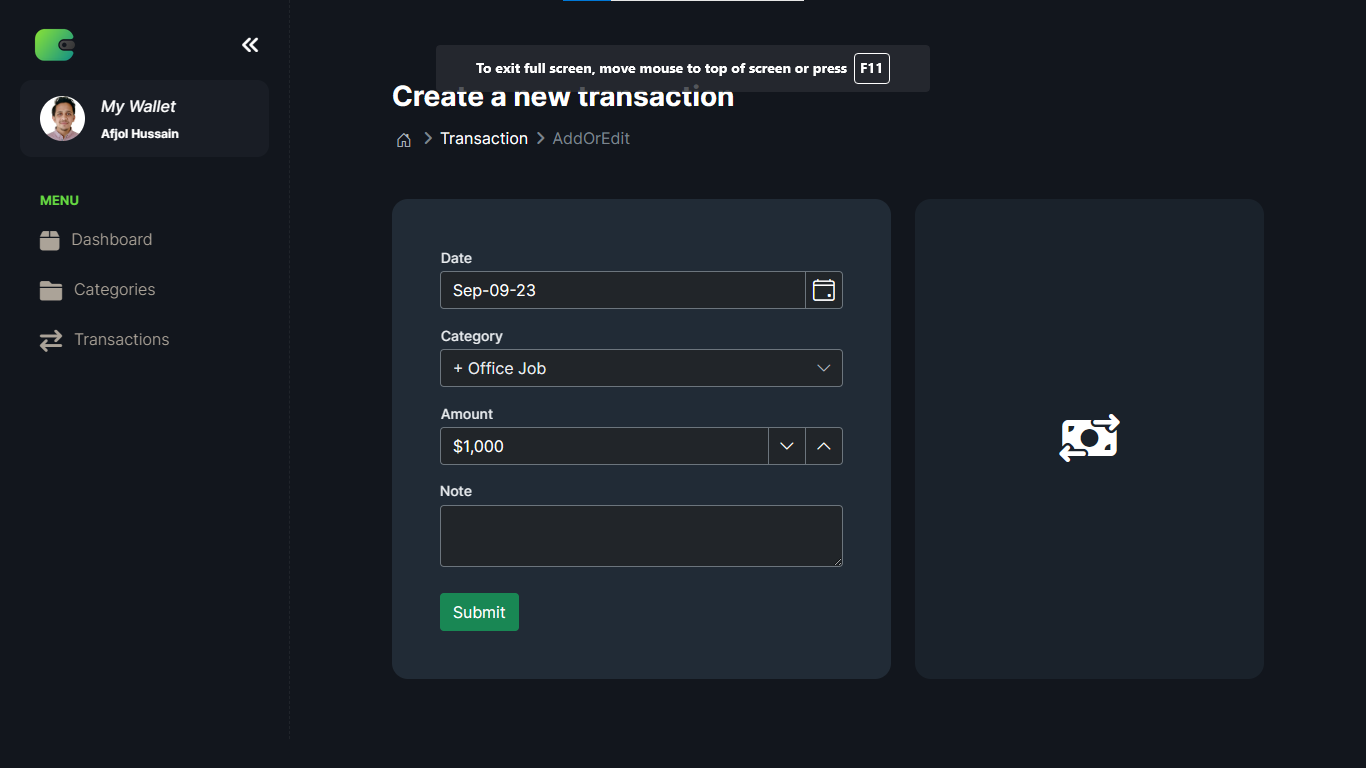 To exit full screen, move mouse to top of screen or press F11
My Wallet
Afjol Hussain
MENU
Dashboard
Categories
Transactions
Create a new transaction
Transaction > AddOrEdit
Date
Sep-09-23
Category
+ Office Job
Amount
$1,000
Note
Submit